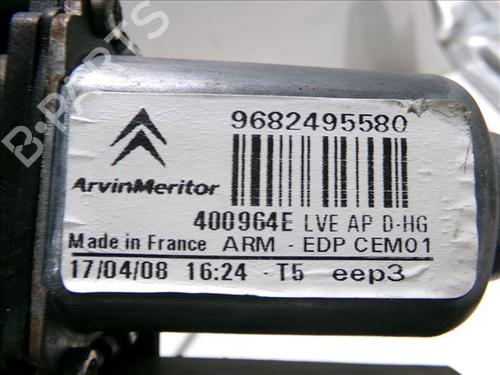 B-PARTS
9682495580
ArvinMeritor
400964E LVE AP D-HG
Made in France ARM - EDP CEM01
17/04/08 16:24 - T5 eep3